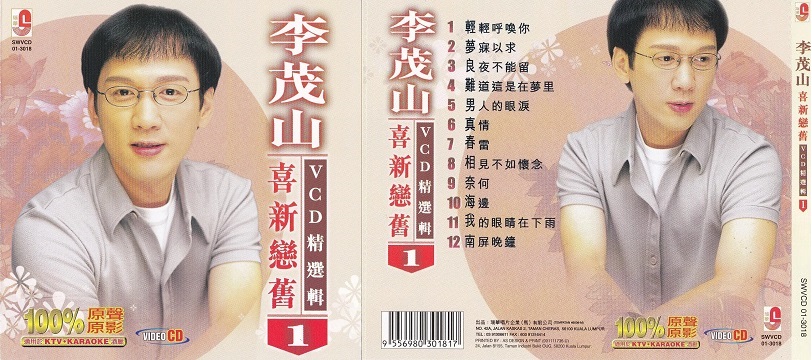 SWVCD
01-3018
李茂山
喜新戀舊
VCD精選輯
1
100% 原聲
原影
KTV・KARAOKE
VIDEO CD
李茂山
喜新戀舊
VCD精選輯
1
1 輕輕呼喚你
2 夢寐以求
3 良夜不能留
4 難道這是在夢里
5 男人的眼淚
6 真情
7 春雷
8 相見不如懷念
9 奈何
10 海邊
11 我的眼睛在下雨
12 南屏晚鐘
9 556980 301817
100% 原聲
原影
KTV・KARAOKE
VIDEO CD
SWVCD
01-3018
李茂山
喜新戀舊
VCD精選輯
1
SWVCD 01-3018